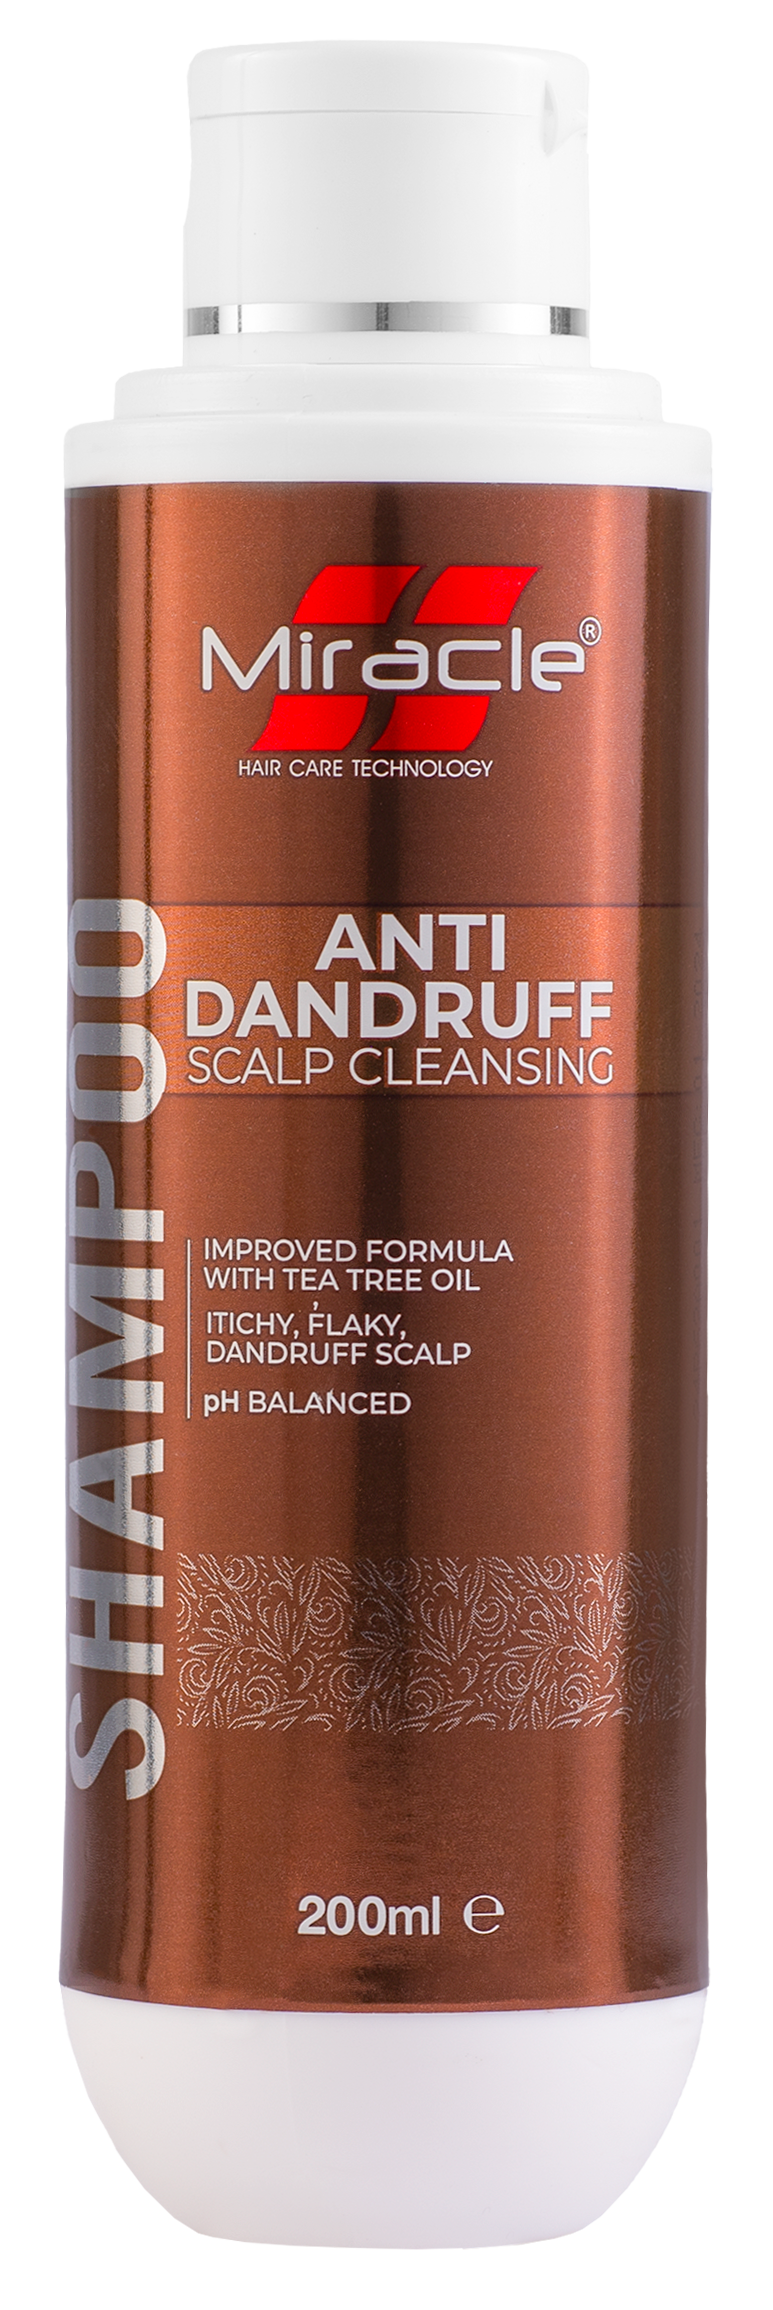 Miracle®
HAIR CARE TECHNOLOGY
SHAMPOO
ANTI
DANDRUFF
SCALP CLEANSING
IMPROVED FORMULA
WITH TEA TREE OIL
ITICHY, FLAKY,
DANDRUFF SCALP
pH BALANCED
200ml ℮